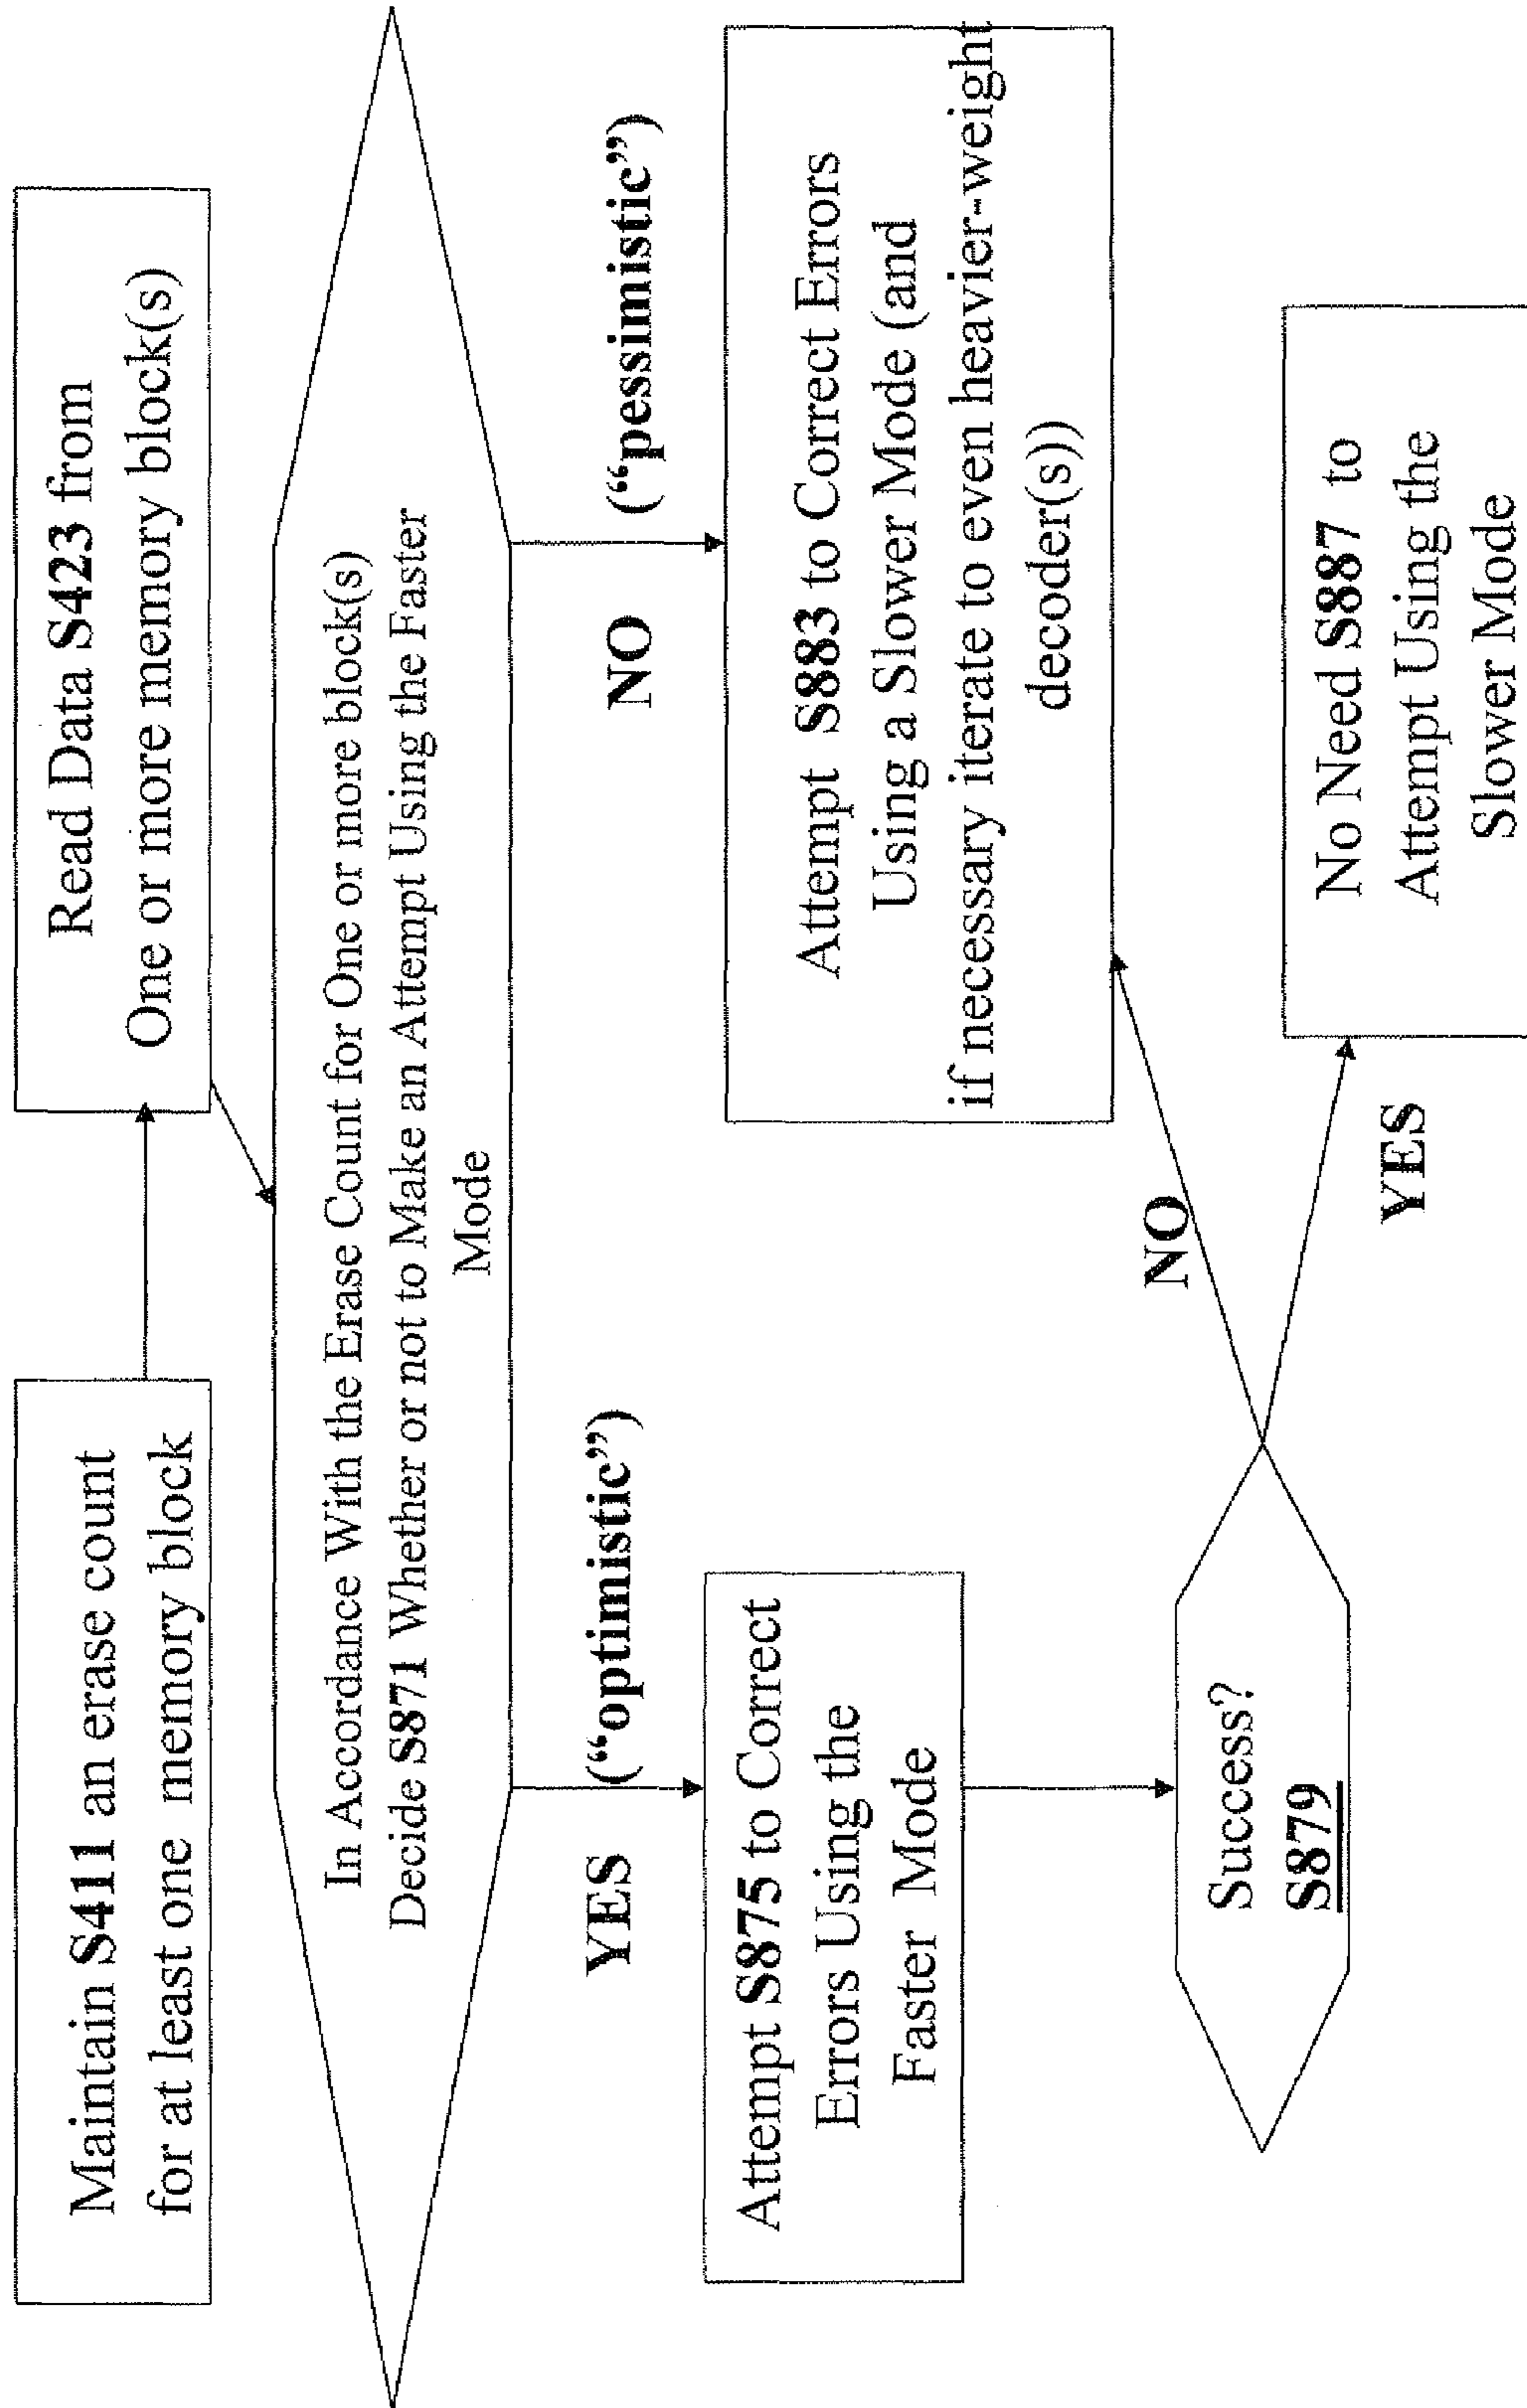 Maintain S411 an erase count
for at least one memory block
Read Data S423 from
One or more memory block(s)
In Accordance With the Erase Count for One or more block(s)
Decide S871 Whether or not to Make an Attempt Using the Faster
Mode
YES ("optimistic")
NO ("pessimistic")
Attempt S875 to Correct
Errors Using the
Faster Mode
Attempt S883 to Correct Errors
Using a Slower Mode (and
if necessary iterate to even heavier-weight
decoder(s))
Success?
S879
NO
YES
No Need S887 to
Attempt Using the
Slower Mode